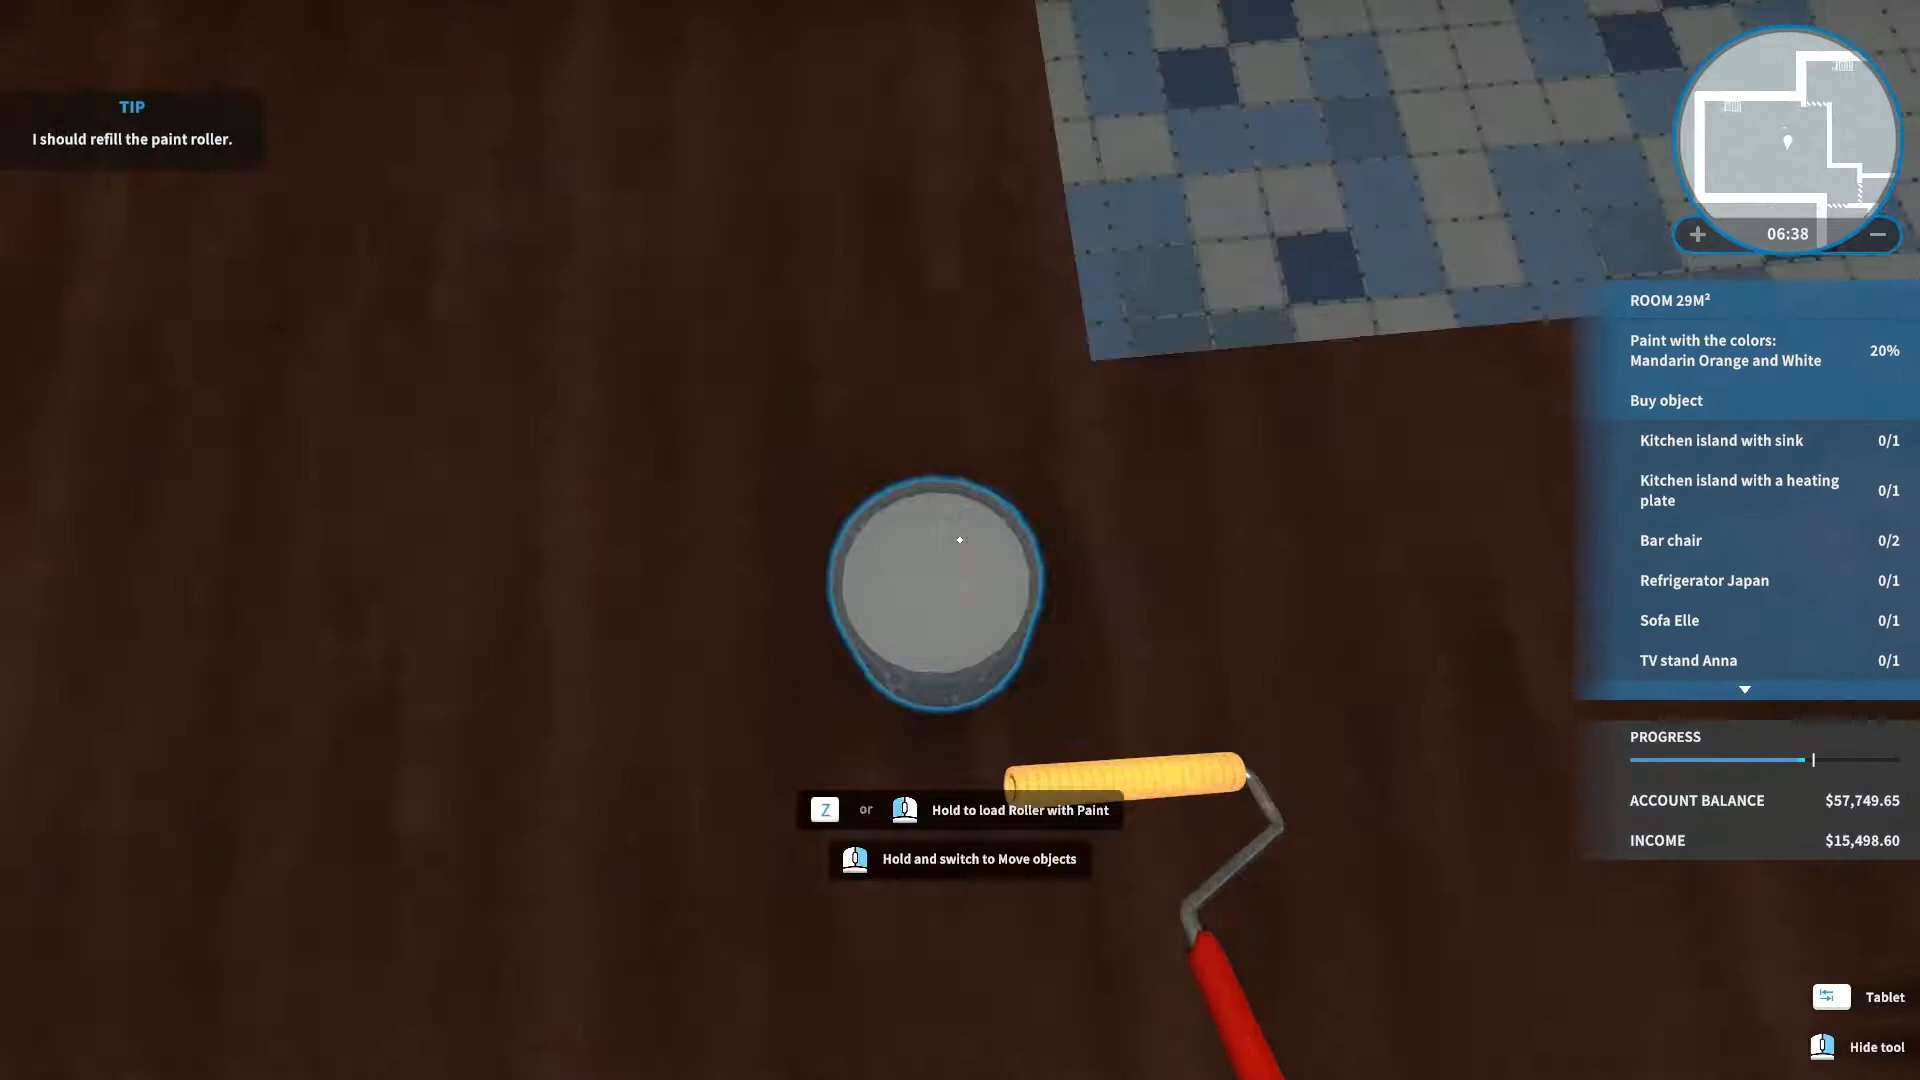 TIP
I should refill the paint roller.
06:38
ROOM 29M²
Paint with the colors:
Mandarin Orange and White
20%
Buy object
Kitchen island with sink 0/1
Kitchen island with a heating
plate
0/1
Bar chair 0/2
Refrigerator Japan 0/1
Sofa Elle 0/1
TV stand Anna 0/1
PROGRESS
ACCOUNT BALANCE $57,749.65
INCOME $15,498.60
Z or Hold to load Roller with Paint
Hold and switch to Move objects
Tablet
Hide tool